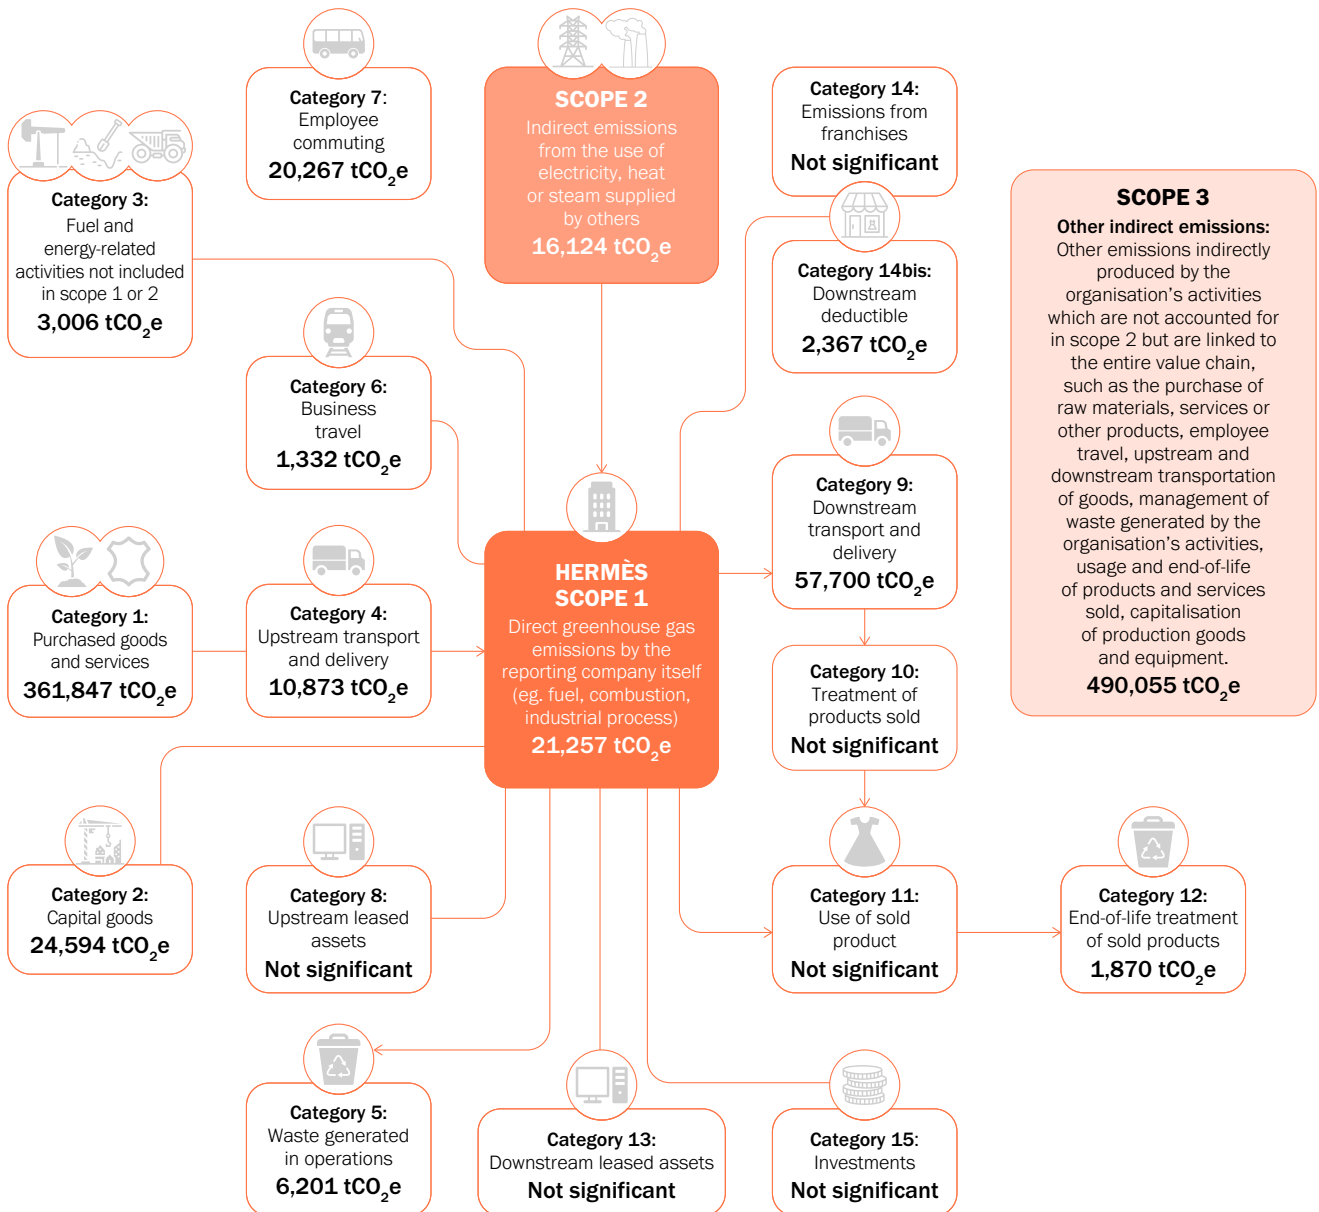 Category 7:
Employee
commuting
20,267 tCO2e
SCOPE 2
Indirect emissions
from the use of
electricity, heat
or steam supplied
by others
16,124 tCO2e
Category 14:
Emissions from
franchises
Not significant
Category 3:
Fuel and
energy-related
activities not included
in scope 1 or 2
3,006 tCO2e
SCOPE 3
Other indirect emissions:
Other emissions indirectly
produced by the
organisation’s activities
which are not accounted for
in scope 2 but are linked to
the entire value chain,
such as the purchase of
raw materials, services or
other products, employee
travel, upstream and
downstream transportation
of goods, management of
waste generated by the
organisation’s activities,
usage and end-of-life
of products and services
sold, capitalisation
of production goods
and equipment.
490,055 tCO2e
Category 14bis:
Downstream
deductible
2,367 tCO2e
Category 6:
Business
travel
1,332 tCO2e
Category 9:
Downstream
transport and
delivery
57,700 tCO2e
Category 1:
Purchased goods
and services
361,847 tCO2e
Category 4:
Upstream transport
and delivery
10,873 tCO2e
HERMÈS
SCOPE 1
Direct greenhouse gas
emissions by the
reporting company itself
(eg. fuel, combustion,
industrial process)
21,257 tCO2e
Category 10:
Treatment of
products sold
Not significant
Category 2:
Capital goods
24,594 tCO2e
Category 8:
Upstream leased
assets
Not significant
Category 11:
Use of sold
product
Not significant
Category 12:
End-of-life treatment
of sold products
1,870 tCO2e
Category 5:
Waste generated
in operations
6,201 tCO2e
Category 13:
Downstream leased assets
Not significant
Category 15:
Investments
Not significant